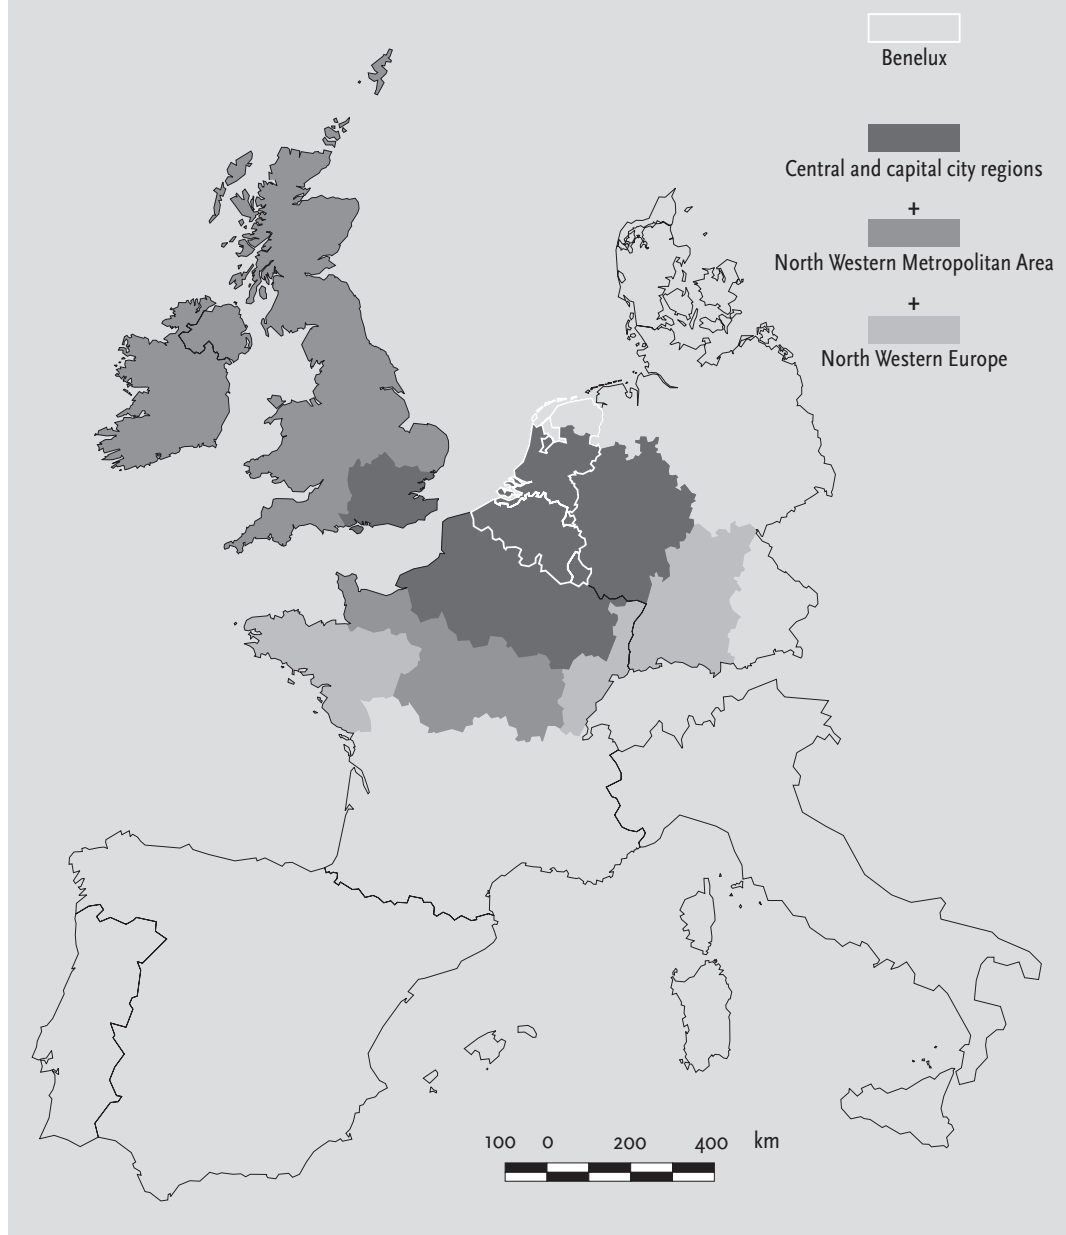 Benelux
Central and capital city regions
+
North Western Metropolitan Area
+
North Western Europe
100 0 200 400 km